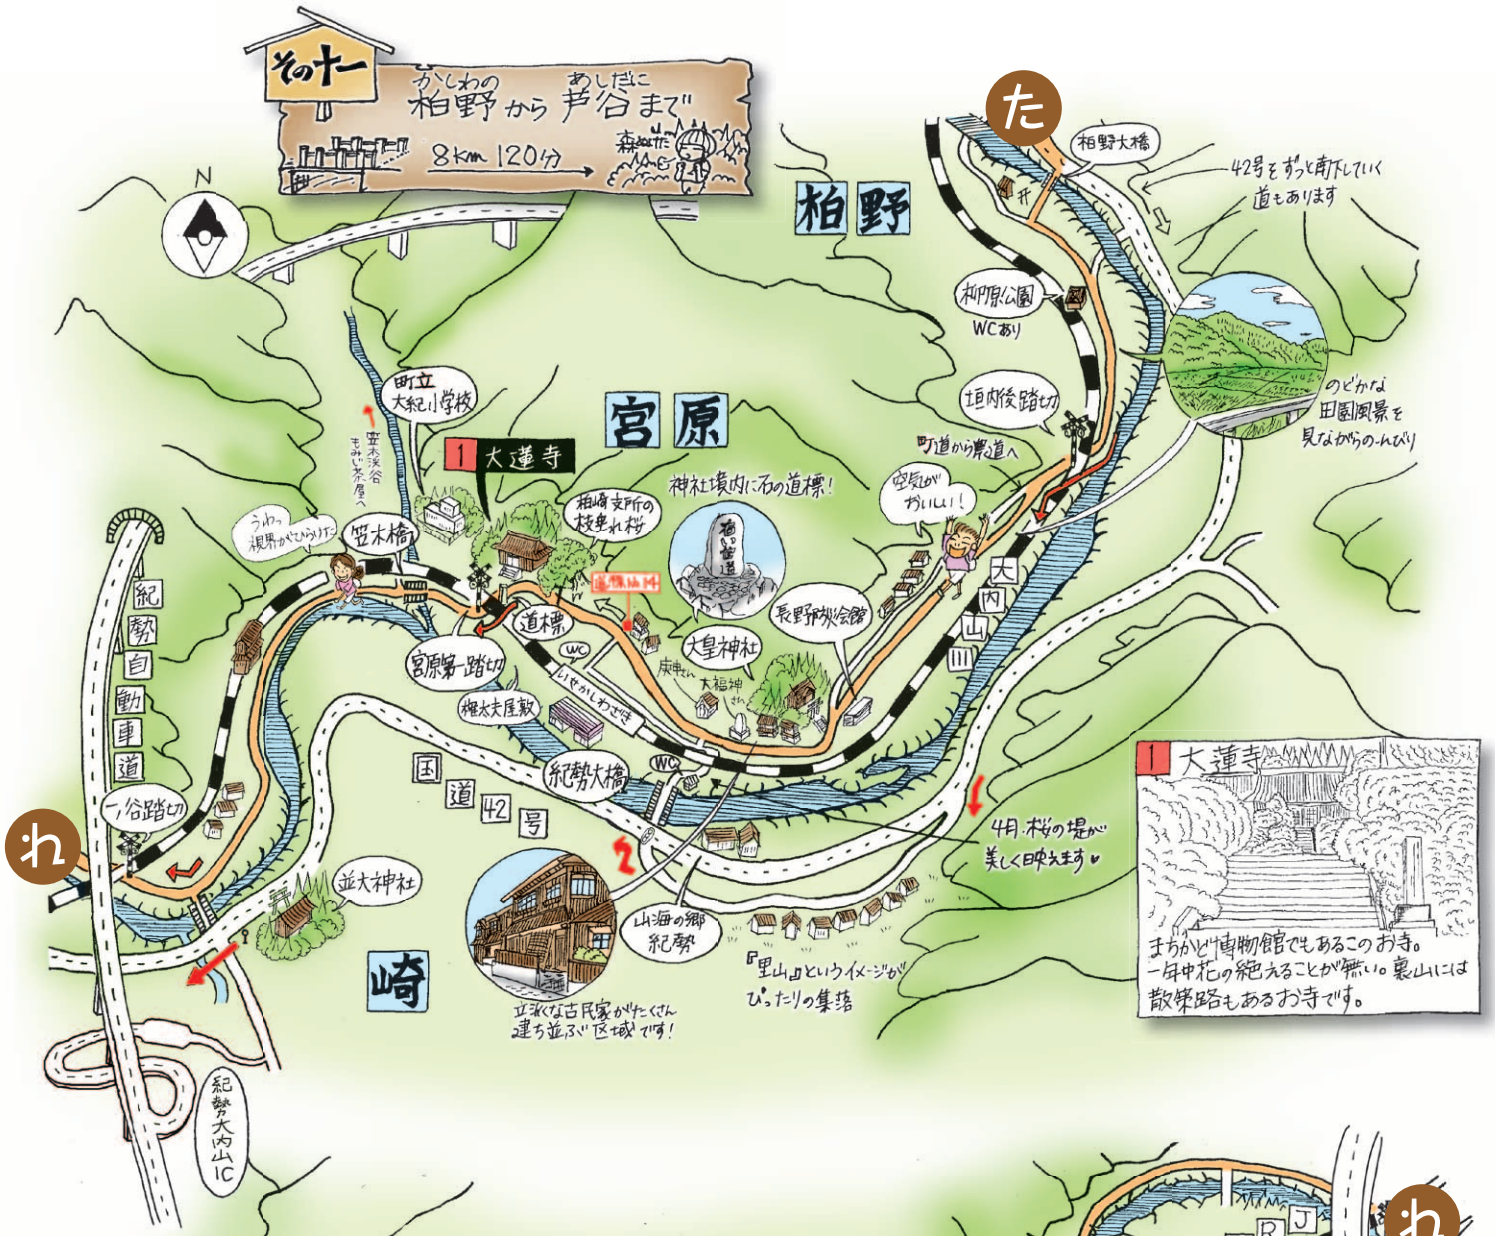 その十一
かしわの あしだに
柏野から芦谷まで
8km 120分
森ぬけた
N
た
柏野大橋
42号をずっと南下していく
道もあります
柏野
柳原公園
WCあり
のどかな
田園風景を
見ながらの〜んびり
垣内後踏切
町道から県道へ
空気が
おいしい!
町立
大紀小学校
笠木渓谷
もみじ茶屋へ
宮原
1 大蓮寺
柏崎支所の
枝垂れ桜
神社境内に石の道標!
うわっ
視界がひらけた
笠木橋
道標
宮原第一踏切
WC
大皇神社
長野防災会館
庚申さん
大福神さん
いせかしわざき
権太夫屋敷
紀勢大橋
WC
大内山川
紀勢自動車道
国道42号
一ノ谷踏切
わ
並大神社
崎
山海の郷
紀勢
4月、桜の堤が
美しく映えます♥
『里山』というイメージが
ぴったりの集落
立派な古民家がたくさん
建ち並ぶ区域です!
1 大蓮寺
まちかど博物館でもあるこのお寺。
一年中花の絶えることが無い。裏山には
散策路もあるお寺です。
紀勢大内山IC
JR
わ